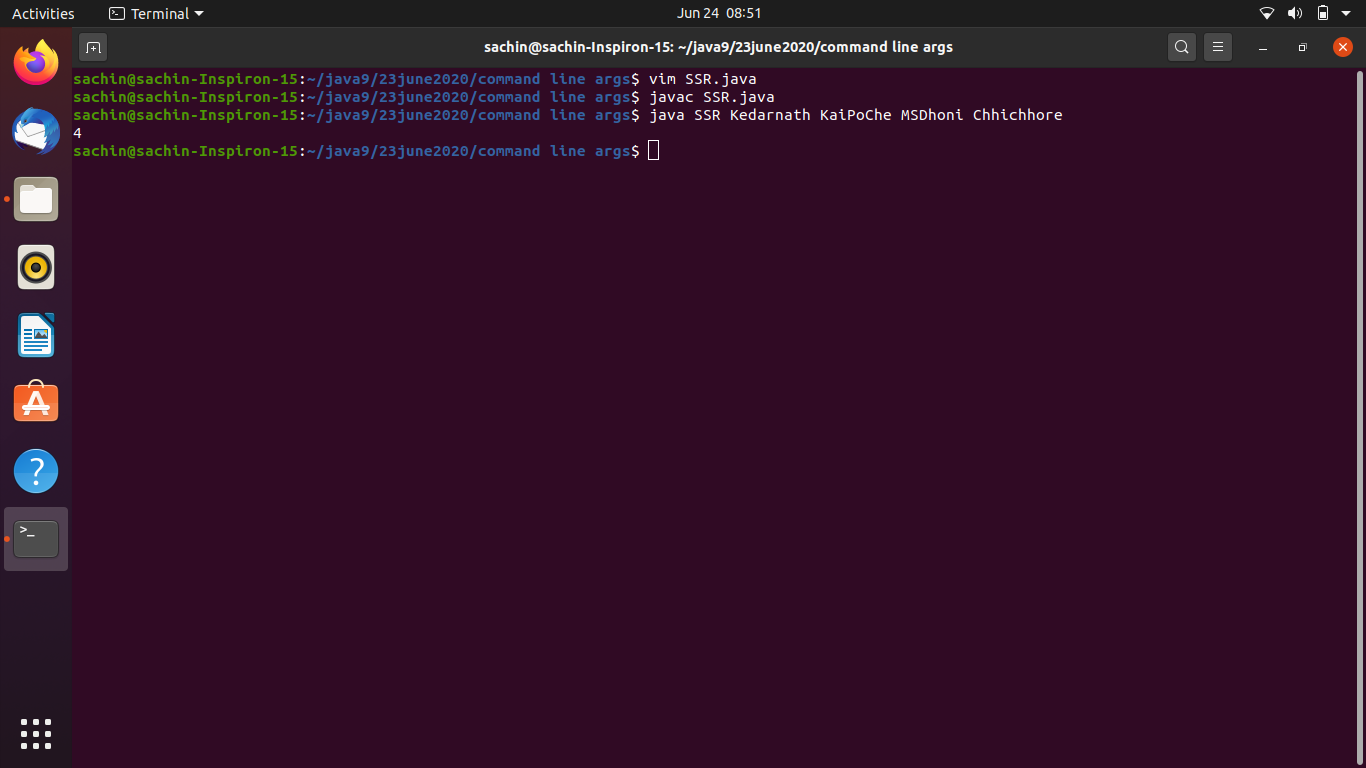 Activities Terminal Jun 24 08:51
sachin@sachin-Inspiron-15: ~/java9/23june2020/command line args
sachin@sachin-Inspiron-15:~/java9/23june2020/command line args$ vim SSR.java
sachin@sachin-Inspiron-15:~/java9/23june2020/command line args$ javac SSR.java
sachin@sachin-Inspiron-15:~/java9/23june2020/command line args$ java SSR Kedarnath KaiPoChe MSDhoni Chhichhore
4
sachin@sachin-Inspiron-15:~/java9/23june2020/command line args$